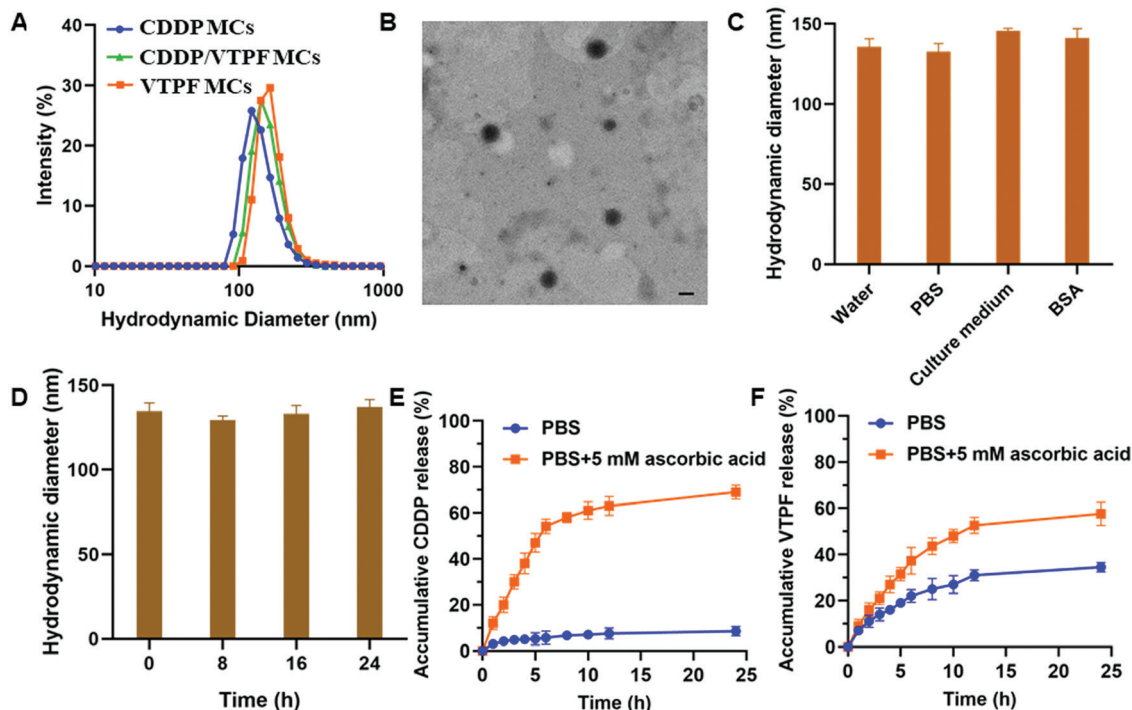 A
CDDP MCs
CDDP/VTPF MCs
VTPF MCs
Intensity (%)
40
30
20
10
0
10
100
1000
Hydrodynamic Diameter (nm)
B
C
Hydrodynamic diameter (nm)
150
100
50
0
Water
PBS
Culture medium
BSA
D
Hydrodynamic diameter (nm)
150
100
50
0
0
8
16
24
Time (h)
E
Accumulative CDDP release (%)
100
80
60
40
20
0
PBS
PBS+5 mM ascorbic acid
0
5
10
15
20
25
Time (h)
F
Accumulative VTPF release (%)
100
80
60
40
20
0
PBS
PBS+5 mM ascorbic acid
0
5
10
15
20
25
Time (h)